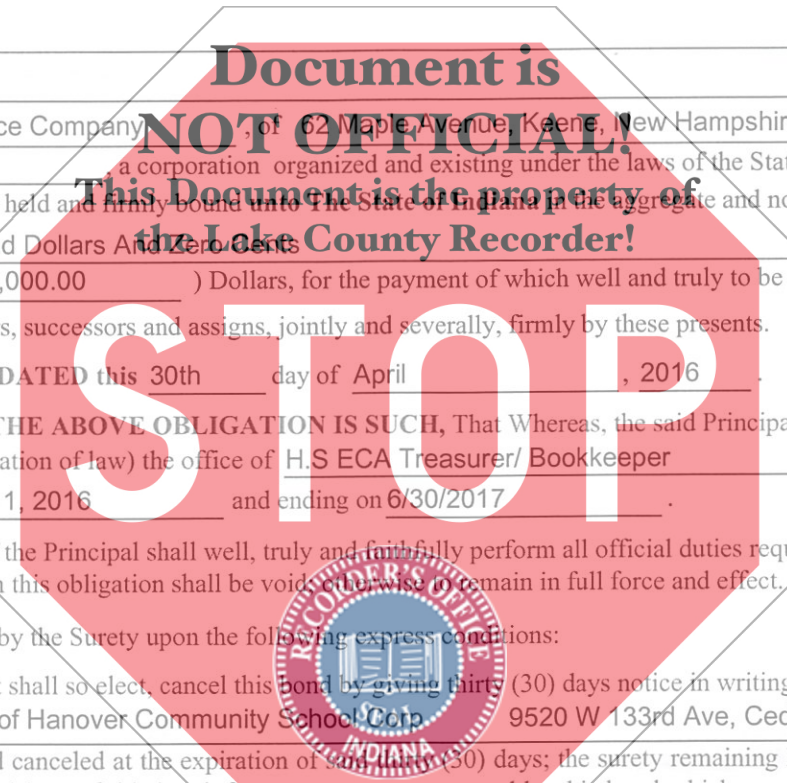 Document is
NOT OFFICIAL!
This Document is the property of
the Lake County Recorder!
STOP
ce Company , of 62 Maple Avenue, Keene, New Hampshir
, a corporation organized and existing under the laws of the Stat
held and firmly bound unto The State of Indiana in the aggregate and no
d Dollars And Zero Cents
,000.00 ) Dollars, for the payment of which well and truly to be
s, successors and assigns, jointly and severally, firmly by these presents.
DATED this 30th day of April , 2016 .
THE ABOVE OBLIGATION IS SUCH, That Whereas, the said Principa
ation of law) the office of H.S ECA Treasurer/ Bookkeeper
1, 2016 and ending on 6/30/2017 .
the Principal shall well, truly and faithfully perform all official duties requ
n this obligation shall be void; otherwise to remain in full force and effect.
by the Surety upon the following express conditions:
t shall so elect, cancel this bond by giving thirty (30) days notice in writing
of Hanover Community School Corp 9520 W 133rd Ave, Ced
d canceled at the expiration of said thirty (30) days; the surety remaining
RECORDER'S OFFICE
SEAL
INDIANA